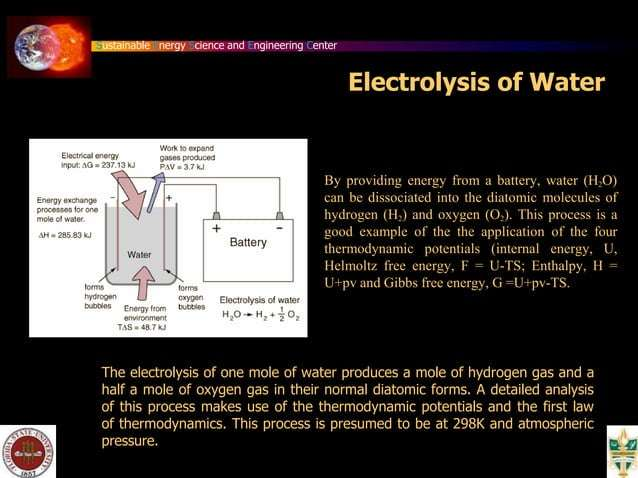 Sustainable Energy Science and Engineering Center
Electrolysis of Water
Electrical energy
input: ΔG = 237.13 kJ
Work to expand
gases produced
PΔV = 3.7 kJ
Energy exchange
processes for one
mole of water.
ΔH = 285.83 kJ
−
+
Water
+ -
Battery
forms
hydrogen
bubbles
Energy from
environment
TΔS = 48.7 kJ
forms
oxygen
bubbles
Electrolysis of water
H₂O → H₂ + 1/2 O₂
By providing energy from a battery, water (H₂O)
can be dissociated into the diatomic molecules of
hydrogen (H₂) and oxygen (O₂). This process is a
good example of the the application of the four
thermodynamic potentials (internal energy, U,
Helmoltz free energy, F = U-TS; Enthalpy, H =
U+pv and Gibbs free energy, G =U+pv-TS.
The electrolysis of one mole of water produces a mole of hydrogen gas and a
half a mole of oxygen gas in their normal diatomic forms. A detailed analysis
of this process makes use of the thermodynamic potentials and the first law
of thermodynamics. This process is presumed to be at 298K and atmospheric
pressure.
FLORIDA STATE UNIVERSITY
1857